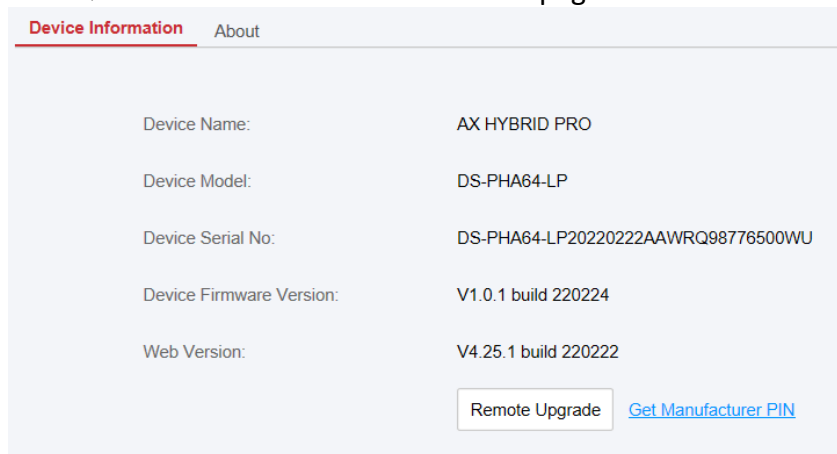 Device Information About
Device Name: AX HYBRID PRO
Device Model: DS-PHA64-LP
Device Serial No: DS-PHA64-LP20220222AAWRQ98776500WU
Device Firmware Version: V1.0.1 build 220224
Web Version: V4.25.1 build 220222
Remote Upgrade Get Manufacturer PIN